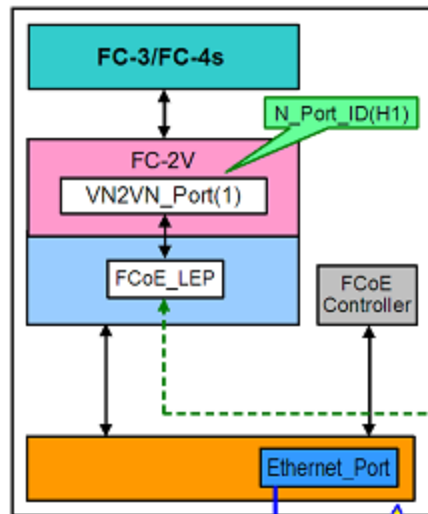 FC-3/FC-4s
N_Port_ID(H1)
FC-2V
VN2VN_Port(1)
FCoE_LEP
FCoE
Controller
Ethernet_Port